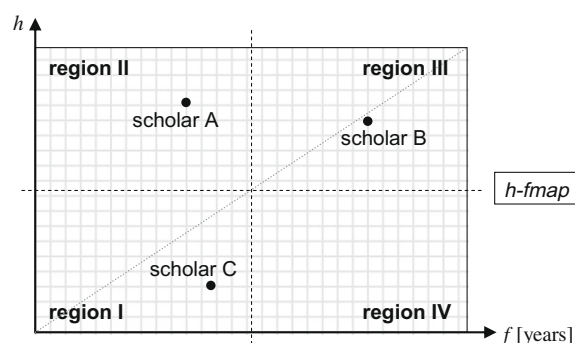 h
region II
region III
scholar A
scholar B
h-fmap
scholar C
region I
region IV
f [years]